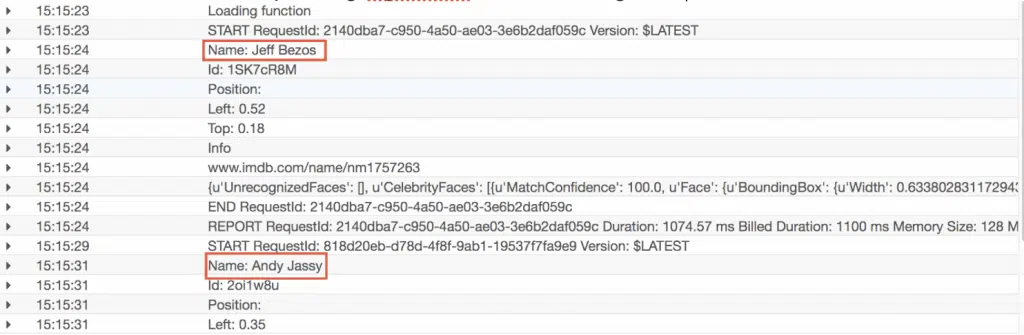 15:15:23 Loading function
15:15:23 START RequestId: 2140dba7-c950-4a50-ae03-3e6b2daf059c Version: $LATEST
15:15:24 Name: Jeff Bezos
15:15:24 Id: 1SK7cR8M
15:15:24 Position:
15:15:24 Left: 0.52
15:15:24 Top: 0.18
15:15:24 Info
15:15:24 www.imdb.com/name/nm1757263
15:15:24 {u'UnrecognizedFaces': [], u'CelebrityFaces': [{u'MatchConfidence': 100.0, u'Face': {u'BoundingBox': {u'Width': 0.633802831172943
15:15:24 END RequestId: 2140dba7-c950-4a50-ae03-3e6b2daf059c
15:15:24 REPORT RequestId: 2140dba7-c950-4a50-ae03-3e6b2daf059c Duration: 1074.57 ms Billed Duration: 1100 ms Memory Size: 128 M
15:15:29 START RequestId: 818d20eb-d78d-4f8f-9ab1-19537f7fa9e9 Version: $LATEST
15:15:31 Name: Andy Jassy
15:15:31 Id: 2oi1w8u
15:15:31 Position:
15:15:31 Left: 0.35